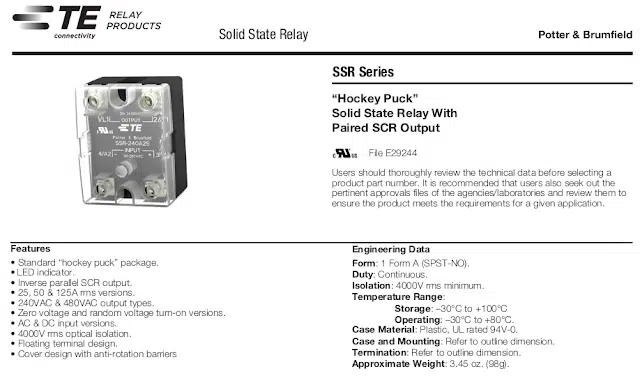 TE
connectivity
RELAY
PRODUCTS
Solid State Relay
Potter & Brumfield
OUTPUT
TE
Potter & Brumfield
SSR-240A25
INPUT
SSR Series
“Hockey Puck”
Solid State Relay With
Paired SCR Output
File E29244
Users should thoroughly review the technical data before selecting a
product part number. It is recommended that users also seek out the
pertinent approvals files of the agencies/laboratories and review them to
ensure the product meets the requirements for a given application.
Features
• Standard “hockey puck” package.
• LED indicator.
• Inverse parallel SCR output.
• 25, 50 & 125A rms versions.
• 240VAC & 480VAC output types.
• Zero voltage and random voltage turn-on versions.
• AC & DC input versions.
• 4000V rms optical isolation.
• Floating terminal design.
• Cover design with anti-rotation barriers
Engineering Data
Form: 1 Form A (SPST-NO).
Duty: Continuous.
Isolation: 4000V rms minimum.
Temperature Range:
Storage: –30°C to +100°C
Operating: –30°C to +80°C.
Case Material: Plastic, UL rated 94V-0.
Case and Mounting: Refer to outline dimension.
Termination: Refer to outline dimension.
Approximate Weight: 3.45 oz. (98g).